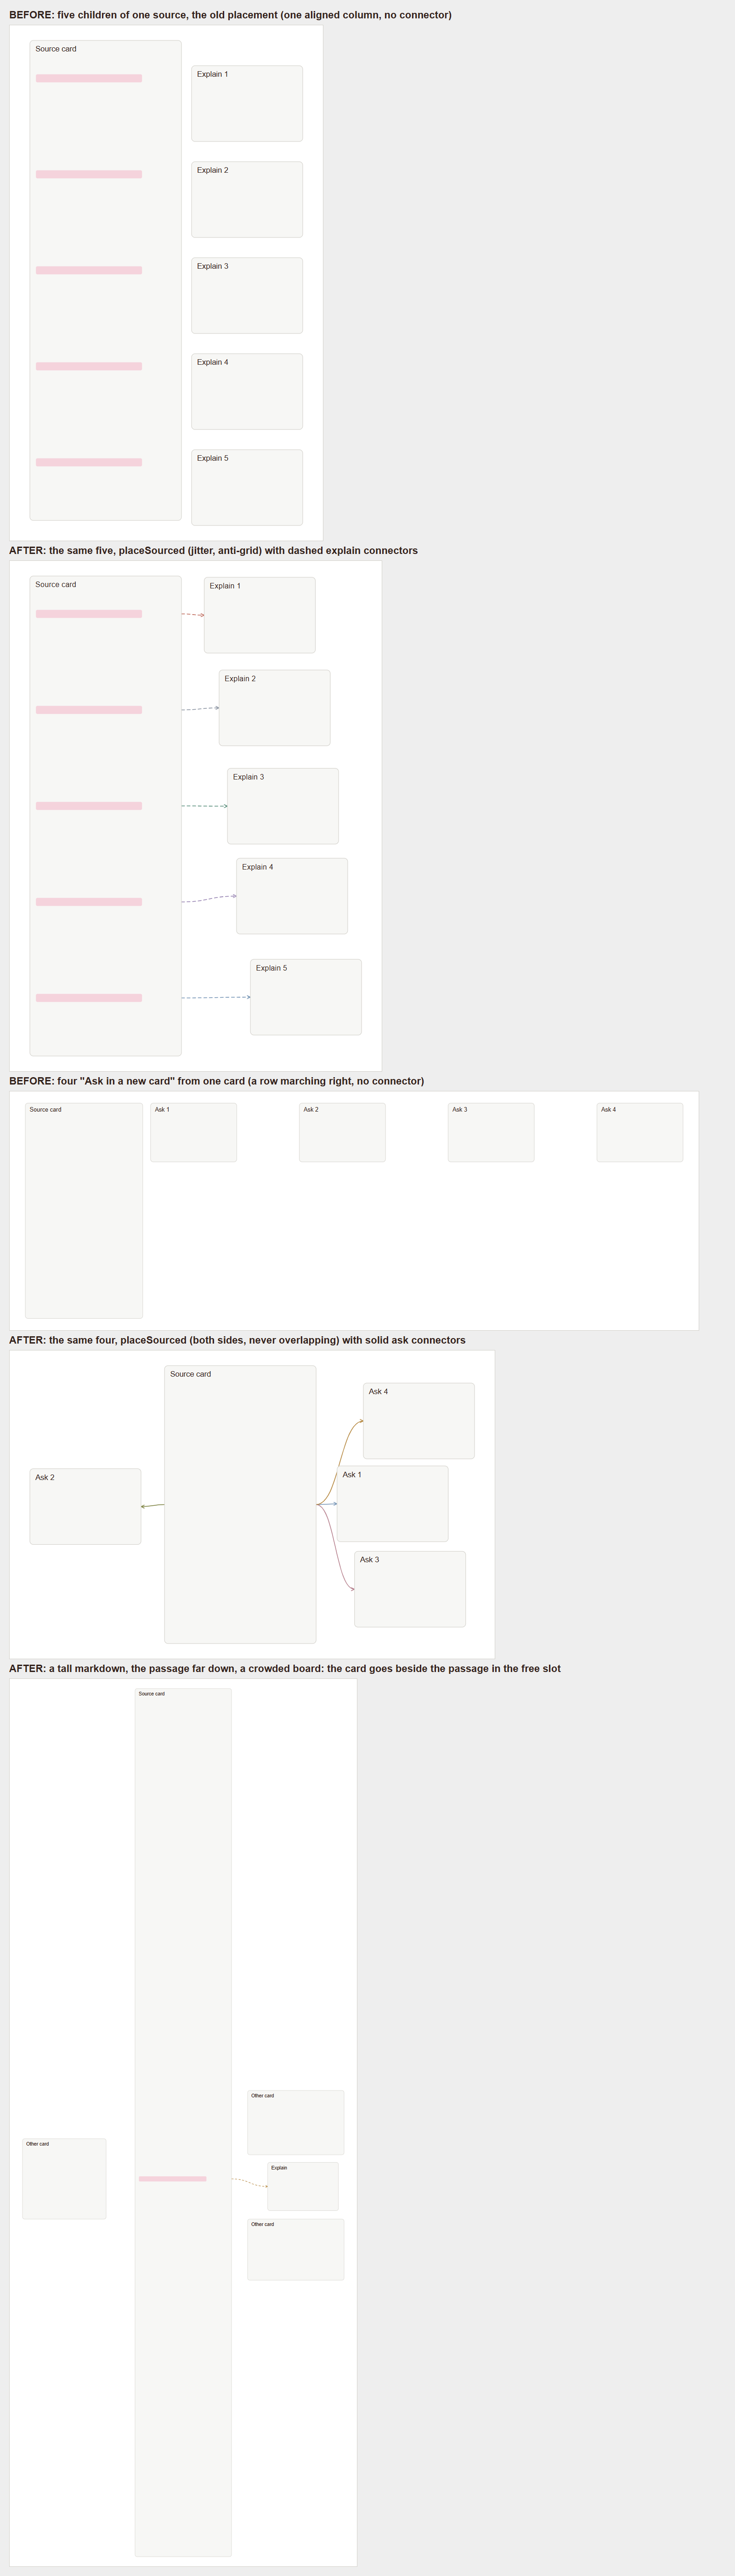 BEFORE: five children of one source, the old placement (one aligned column, no connector)
Source card
Explain 1
Explain 2
Explain 3
Explain 4
Explain 5
AFTER: the same five, placeSourced (jitter, anti-grid) with dashed explain connectors
Source card
Explain 1
Explain 2
Explain 3
Explain 4
Explain 5
BEFORE: four "Ask in a new card" from one card (a row marching right, no connector)
Source card
Ask 1
Ask 2
Ask 3
Ask 4
AFTER: the same four, placeSourced (both sides, never overlapping) with solid ask connectors
Source card
Ask 4
Ask 1
Ask 2
Ask 3
AFTER: a tall markdown, the passage far down, a crowded board: the card goes beside the passage in the free slot
Source card
Other card
Other card
Explain
Other card